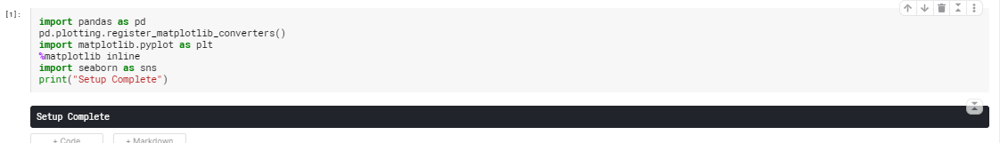 [1]:
import pandas as pd
pd.plotting.register_matplotlib_converters()
import matplotlib.pyplot as plt
%matplotlib inline
import seaborn as sns
print("Setup Complete")
Setup Complete
+ Code
+ Markdown